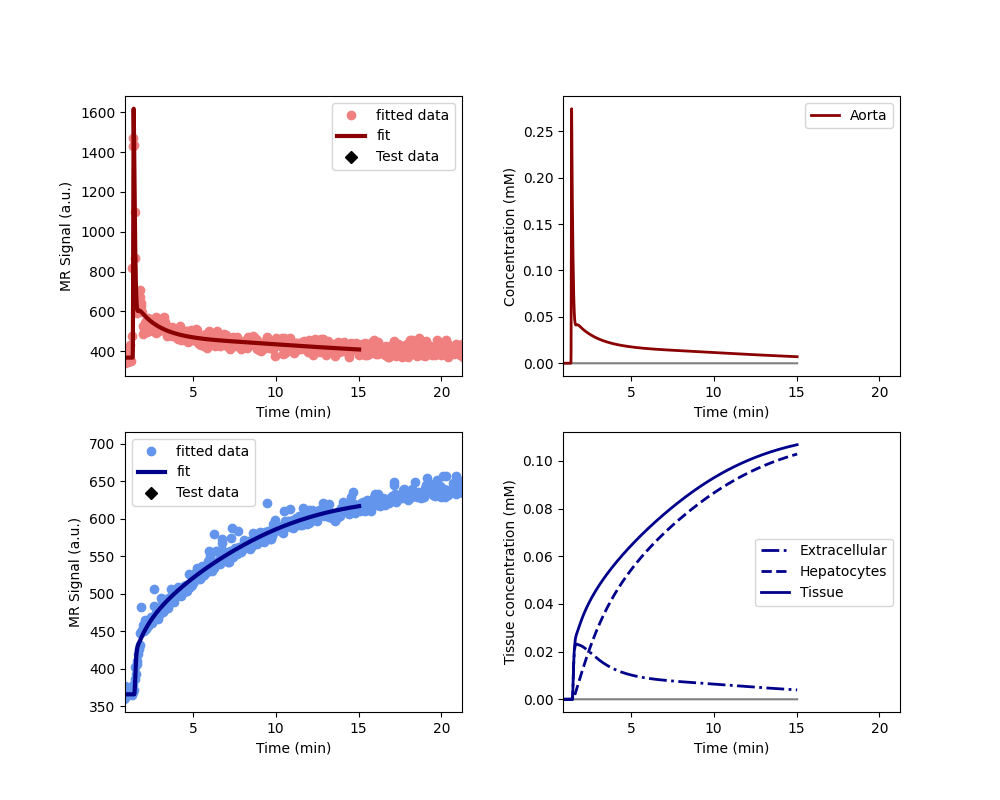 1600
1400
1200
1000
800
600
400
MR Signal (a.u.)
5
10
15
20
Time (min)
fitted data
fit
Test data
0.25
0.20
0.15
0.10
0.05
0.00
Concentration (mM)
5
10
15
20
Time (min)
Aorta
700
650
600
550
500
450
400
350
MR Signal (a.u.)
5
10
15
20
Time (min)
fitted data
fit
Test data
0.10
0.08
0.06
0.04
0.02
0.00
Tissue concentration (mM)
5
10
15
20
Time (min)
Extracellular
Hepatocytes
Tissue